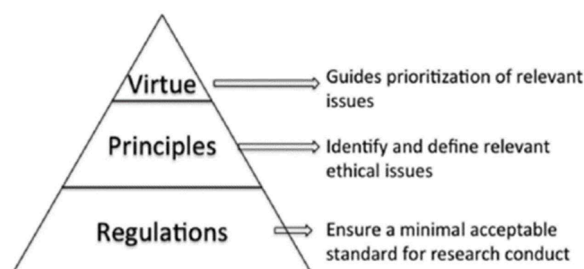 Virtue
Guides prioritization of relevant
issues
Principles
Identify and define relevant
ethical issues
Regulations
Ensure a minimal acceptable
standard for research conduct